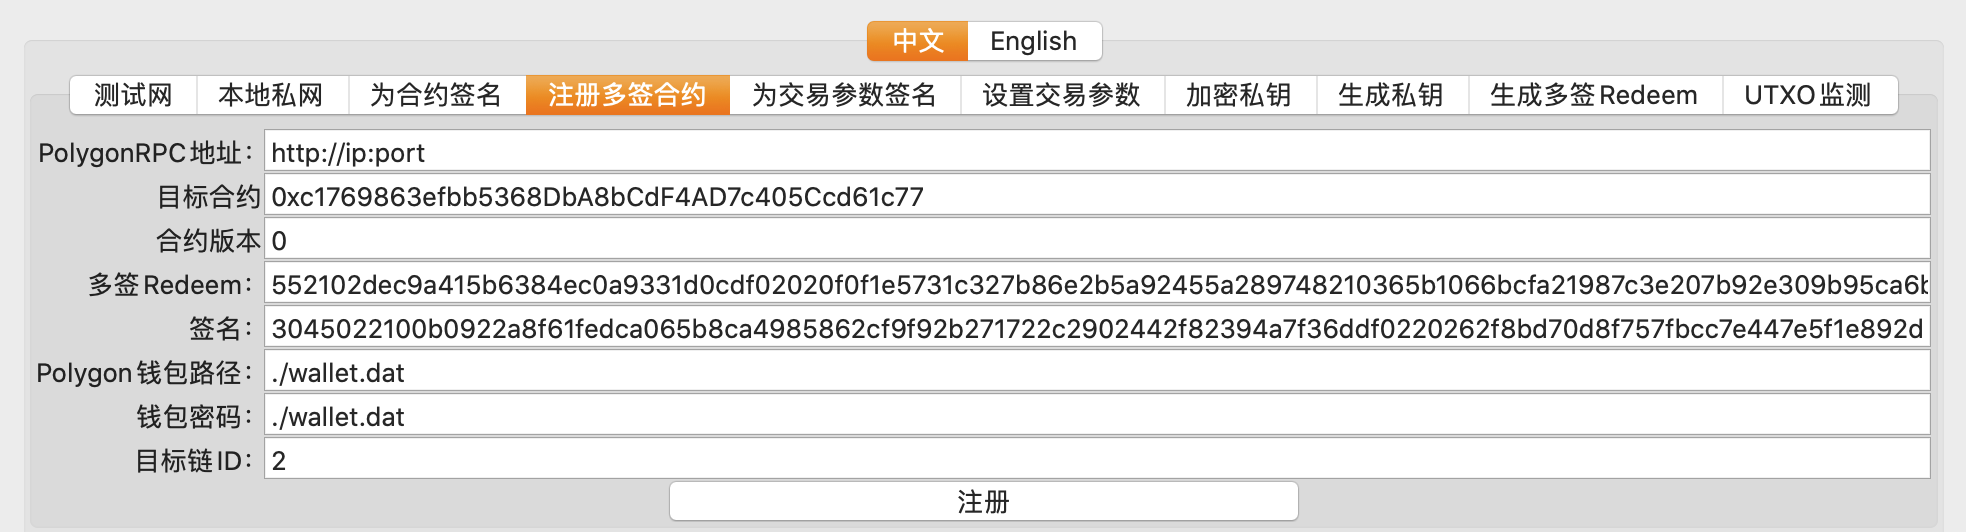 中文 English
测试网 本地私网 为合约签名 注册多签合约 为交易参数签名 设置交易参数 加密私钥 生成私钥 生成多签Redeem UTXO监测
PolygonRPC地址： http://ip:port
目标合约 0xc1769863efbb5368DbA8bCdF4AD7c405Ccd61c77
合约版本 0
多签Redeem： 552102dec9a415b6384ec0a9331d0cdf02020f0f1e5731c327b86e2b5a92455a289748210365b1066bcfa21987c3e207b92e309b95ca6b
签名： 3045022100b0922a8f61fedca065b8ca4985862cf9f92b271722c2902442f82394a7f36ddf0220262f8bd70d8f757fbcc7e447e5f1e892d
Polygon钱包路径： ./wallet.dat
钱包密码： ./wallet.dat
目标链ID： 2
注册